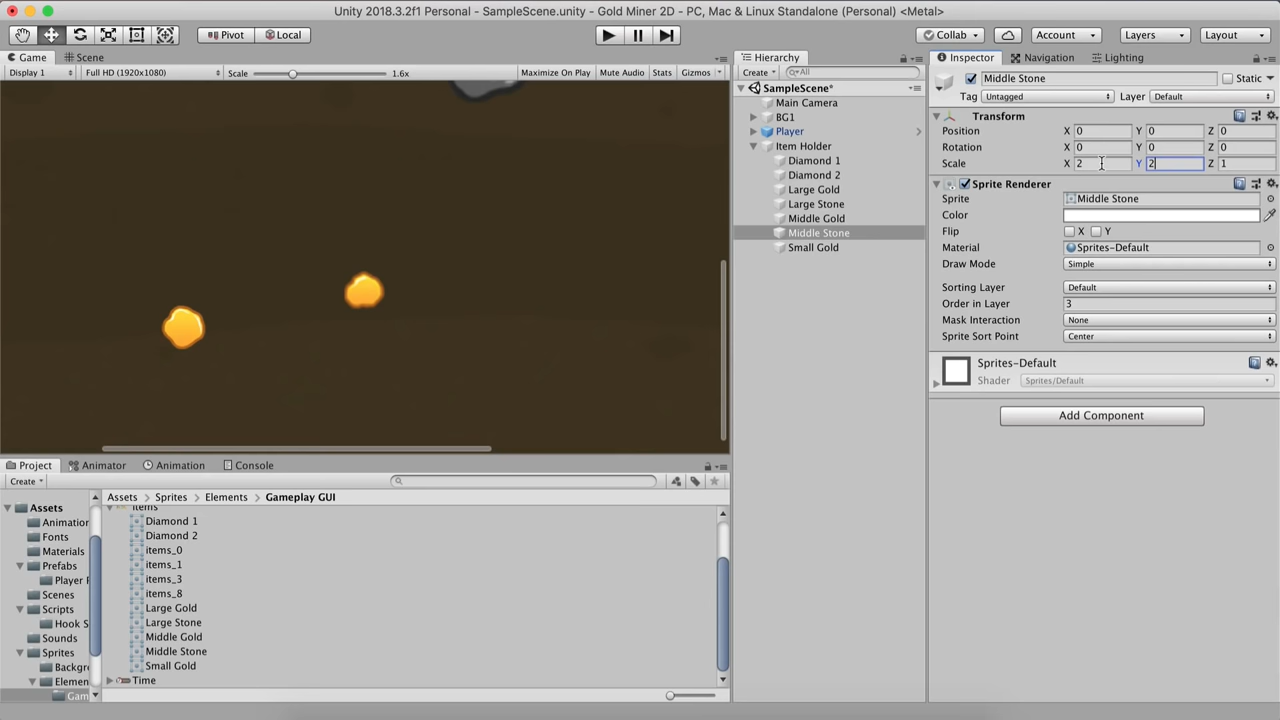 Unity 2018.3.2f1 Personal - SampleScene.unity - Gold Miner 2D - PC, Mac & Linux Standalone (Personal) <Metal>
Pivot Local Collab Account Layers Layout
Game Scene
Display 1 Full HD (1920x1080) Scale 1.6x Maximize On Play Mute Audio Stats Gizmos
Hierarchy
Create All
SampleScene*
Main Camera
BG1
Player
Item Holder
Diamond 1
Diamond 2
Large Gold
Large Stone
Middle Gold
Middle Stone
Small Gold
Inspector Navigation Lighting
Middle Stone Static
Tag Untagged Layer Default
Transform
Position X 0 Y 0 Z 0
Rotation X 0 Y 0 Z 0
Scale X 2 Y 2 Z 1
Sprite Renderer
Sprite Middle Stone
Color
Flip X Y
Material Sprites-Default
Draw Mode Simple
Sorting Layer Default
Order in Layer 3
Mask Interaction None
Sprite Sort Point Center
Sprites-Default
Shader Sprites/Default
Add Component
Project Animator Animation Console
Create
Assets
Animation
Fonts
Materials
Prefabs
Player P
Scenes
Scripts
Hook S
Sounds
Sprites
Backgr
Elemen
Gam
Assets Sprites Elements Gameplay GUI
items
Diamond 1
Diamond 2
items_0
items_1
items_3
items_8
Large Gold
Large Stone
Middle Gold
Middle Stone
Small Gold
Time